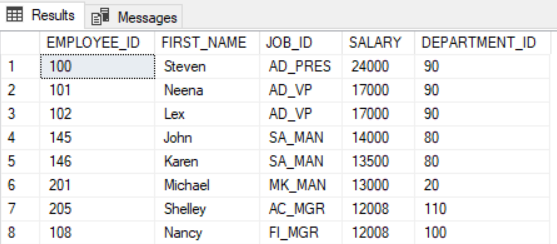 Results Messages
EMPLOYEE_ID FIRST_NAME JOB_ID SALARY DEPARTMENT_ID
1 100 Steven AD_PRES 24000 90
2 101 Neena AD_VP 17000 90
3 102 Lex AD_VP 17000 90
4 145 John SA_MAN 14000 80
5 146 Karen SA_MAN 13500 80
6 201 Michael MK_MAN 13000 20
7 205 Shelley AC_MGR 12008 110
8 108 Nancy FI_MGR 12008 100